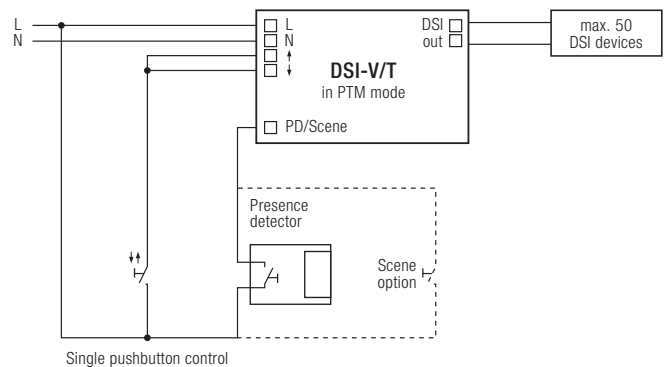 L
N
L
N
↑
↓
PD/Scene
DSI-V/T
in PTM mode
DSI
out
max. 50
DSI devices
Presence
detector
↓↑
Scene
option
Single pushbutton control